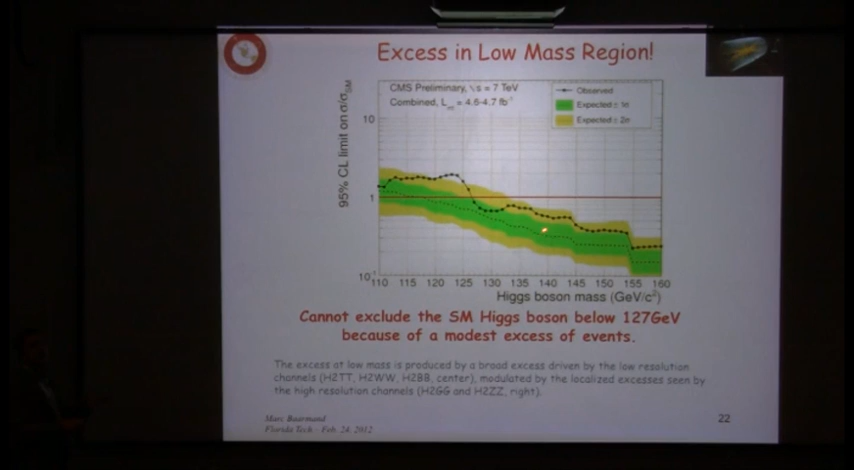 Excess in Low Mass Region!
CMS Preliminary, √s = 7 TeV
Combined, L = 4.6-4.7 fb⁻¹
Observed
Expected ± 1σ
Expected ± 2σ
95% CL limit on σ/σSM
10
1
10⁻¹
110 115 120 125 130 135 140 145 150 155 160
Higgs boson mass (GeV/c²)
Cannot exclude the SM Higgs boson below 127GeV
because of a modest excess of events.
The excess at low mass is produced by a broad excess driven by the low resolution
channels (H2TT, H2WW, H2BB, center), modulated by the localized excesses seen by
the high resolution channels (H2GG and H2ZZ, right).
Marc Baarmand
Florida Tech - Feb. 24, 2012
22